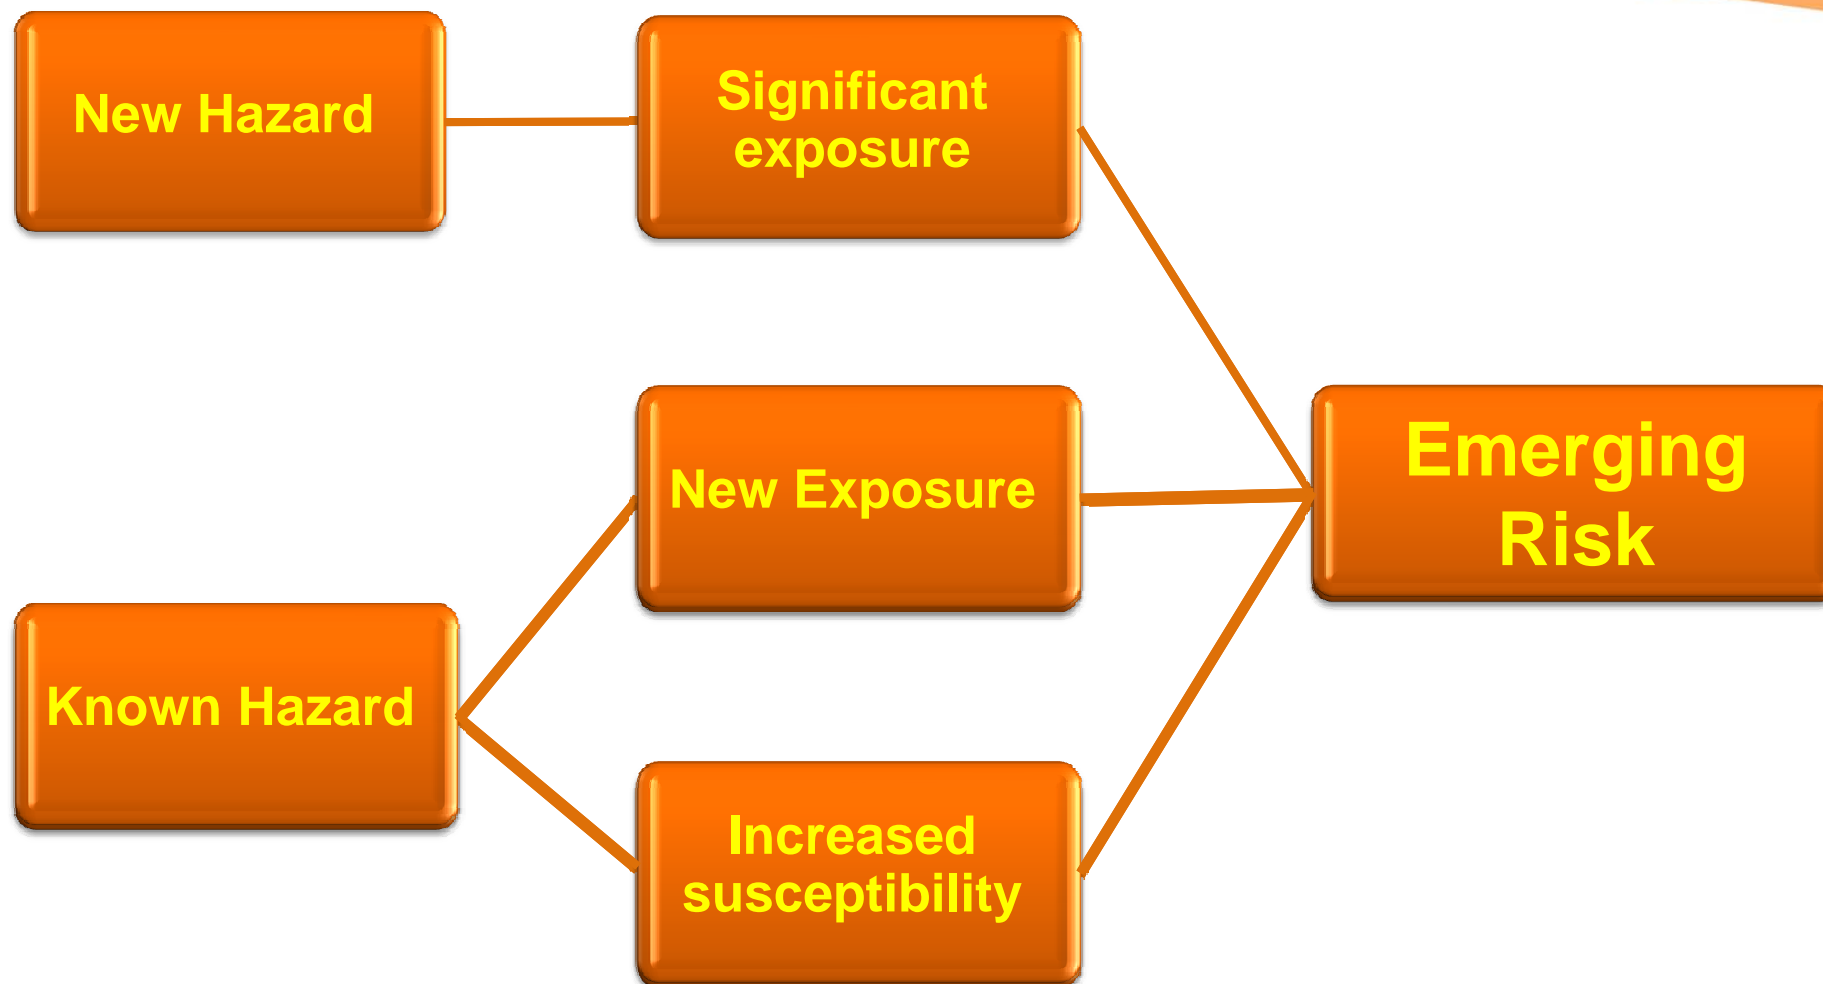 New Hazard
Significant
exposure
New Exposure
Emerging
Risk
Known Hazard
Increased
susceptibility